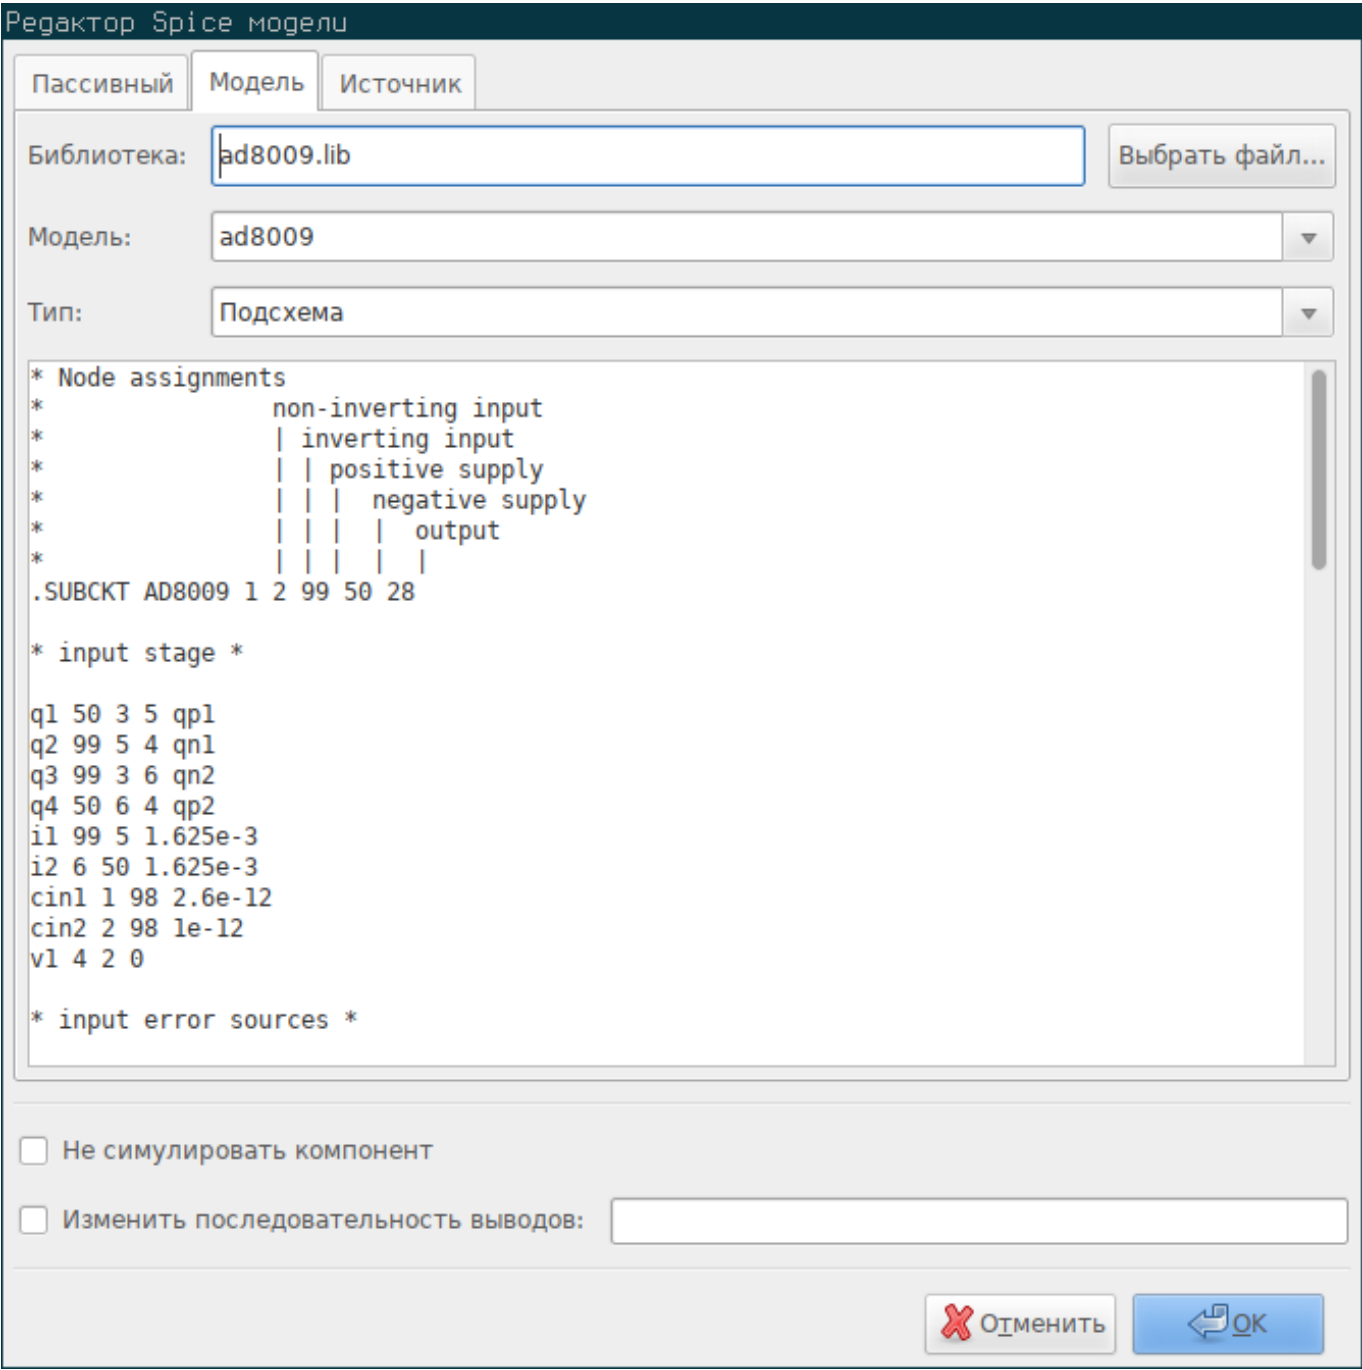 Редактор Spice модели
Пассивный Модель Источник
Библиотека: ad8009.lib Выбрать файл...
Модель: ad8009
Тип: Подсхема
* Node assignments
* non-inverting input
* | inverting input
* | | positive supply
* | | | negative supply
* | | | | output
* | | | | |
.SUBCKT AD8009 1 2 99 50 28
* input stage *
q1 50 3 5 qp1
q2 99 5 4 qn1
q3 99 3 6 qn2
q4 50 6 4 qp2
i1 99 5 1.625e-3
i2 6 50 1.625e-3
cin1 1 98 2.6e-12
cin2 2 98 1e-12
v1 4 2 0
* input error sources *
Не симулировать компонент
Изменить последовательность выводов:
Отменить OK